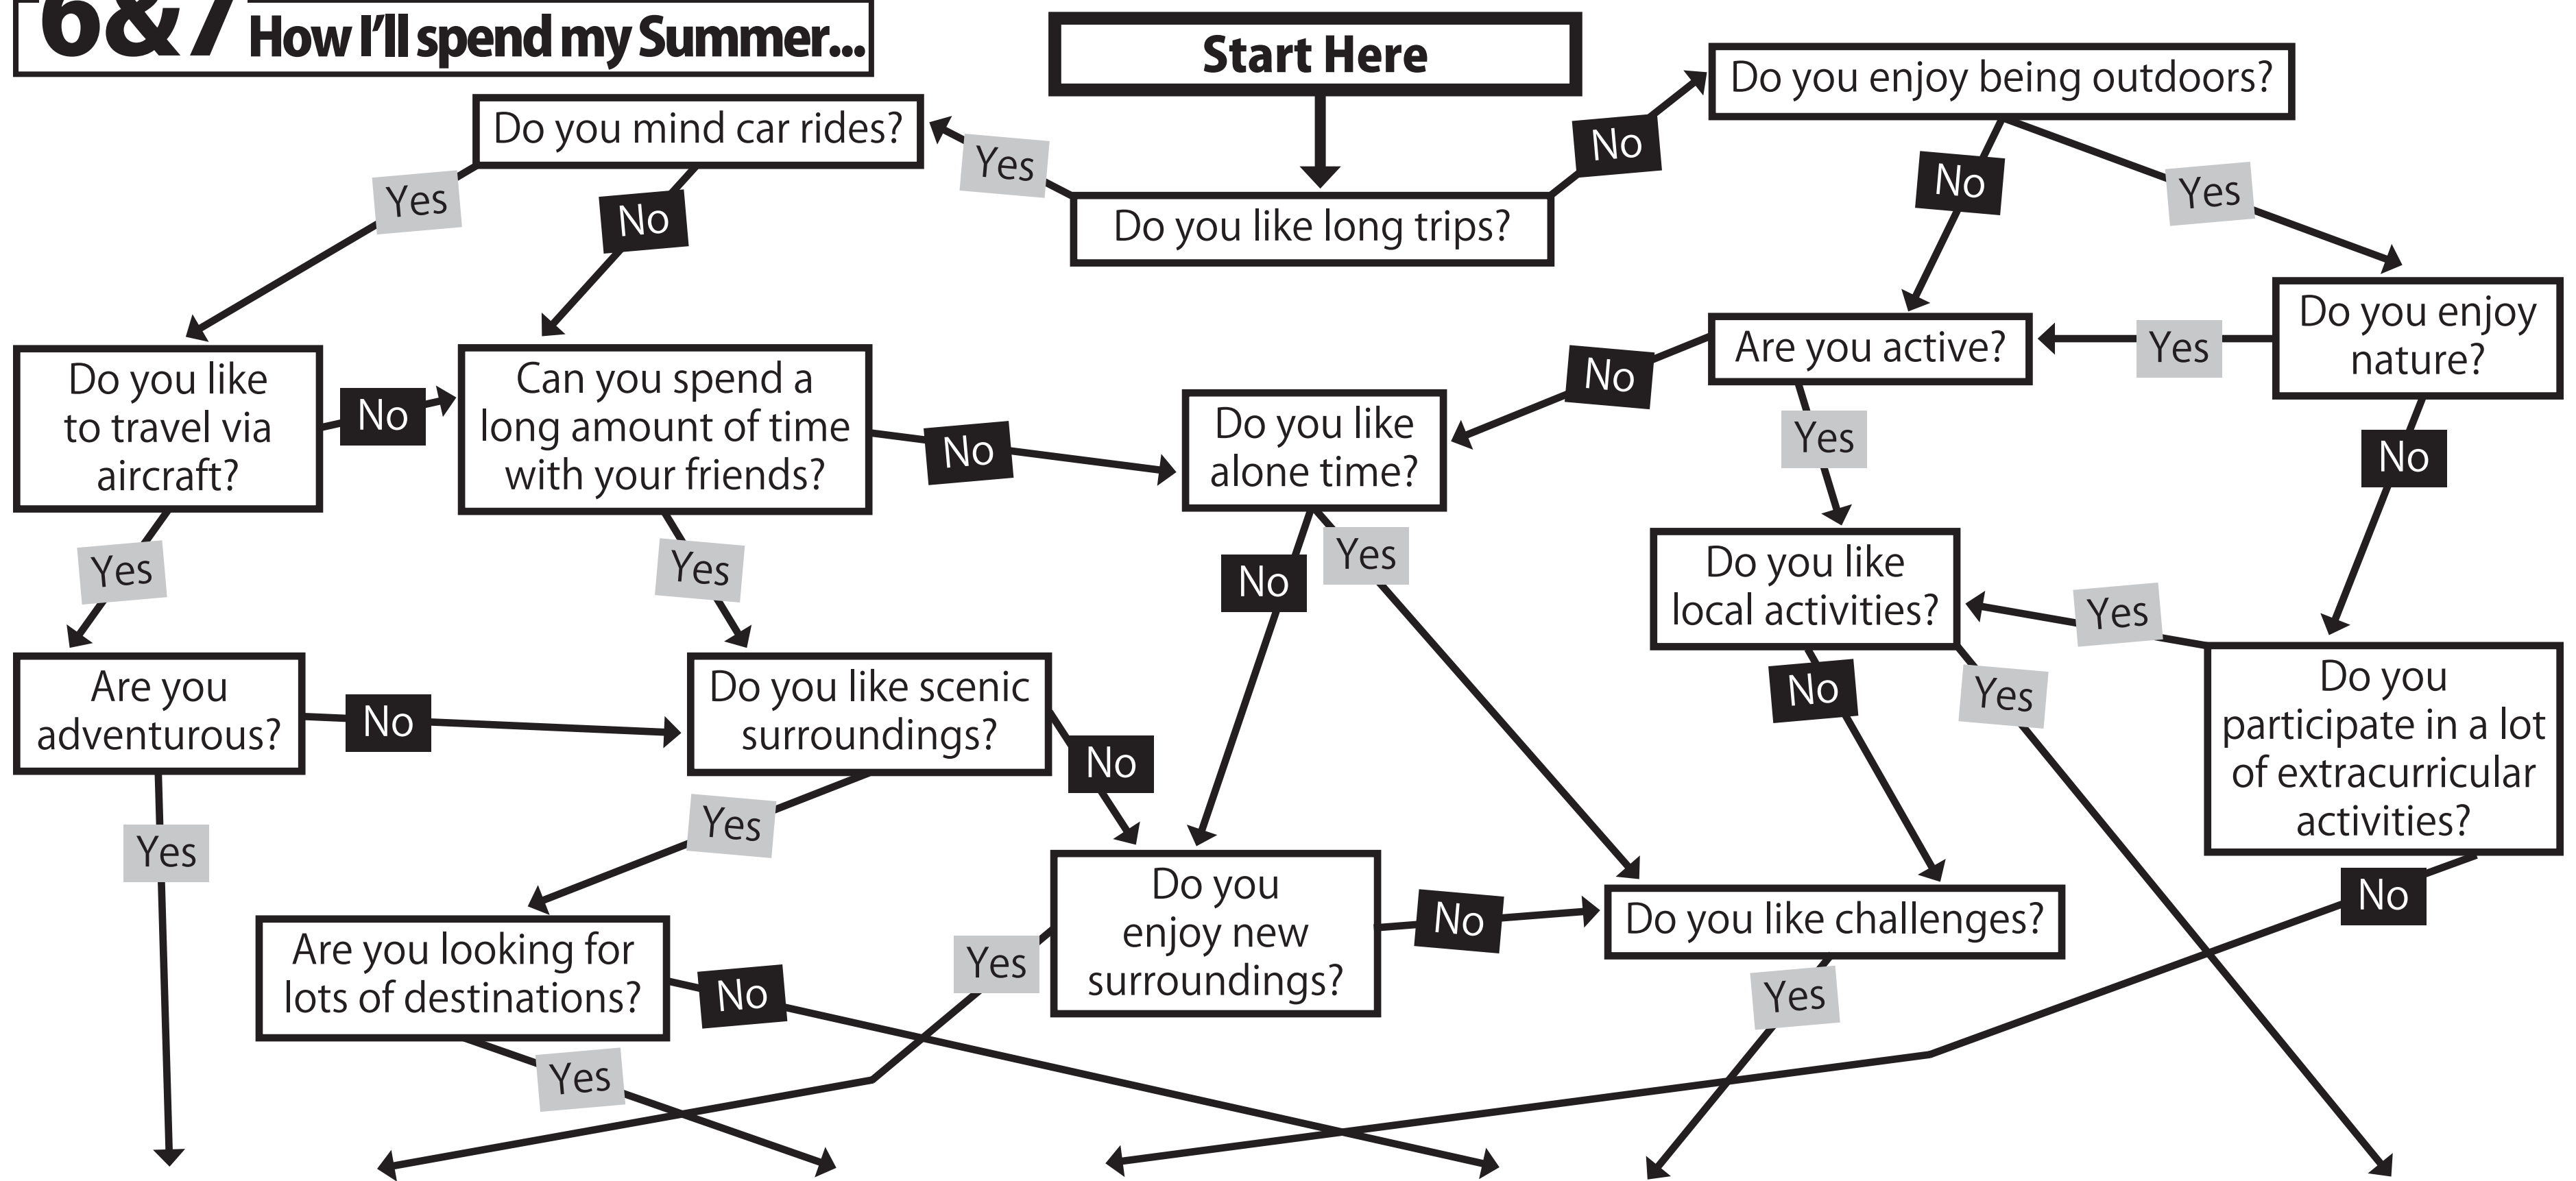 6&7 How I'll spend my Summer...
Start Here
Do you enjoy being outdoors?
Do you mind car rides?
Yes
No
Do you like long trips?
Yes
No
No
Yes
Do you like
to travel via
aircraft?
No
Can you spend a
long amount of time
with your friends?
No
Do you like
alone time?
No
Are you active?
Yes
Do you enjoy
nature?
Yes
No
Yes
Yes
No
Yes
Do you like
local activities?
Yes
Are you
adventurous?
No
Do you like scenic
surroundings?
No
No
Yes
Do you
participate in a lot
of extracurricular
activities?
Yes
Yes
No
Are you looking for
lots of destinations?
No
Yes
Do you
enjoy new
surroundings?
No
Do you like challenges?
Yes
Yes